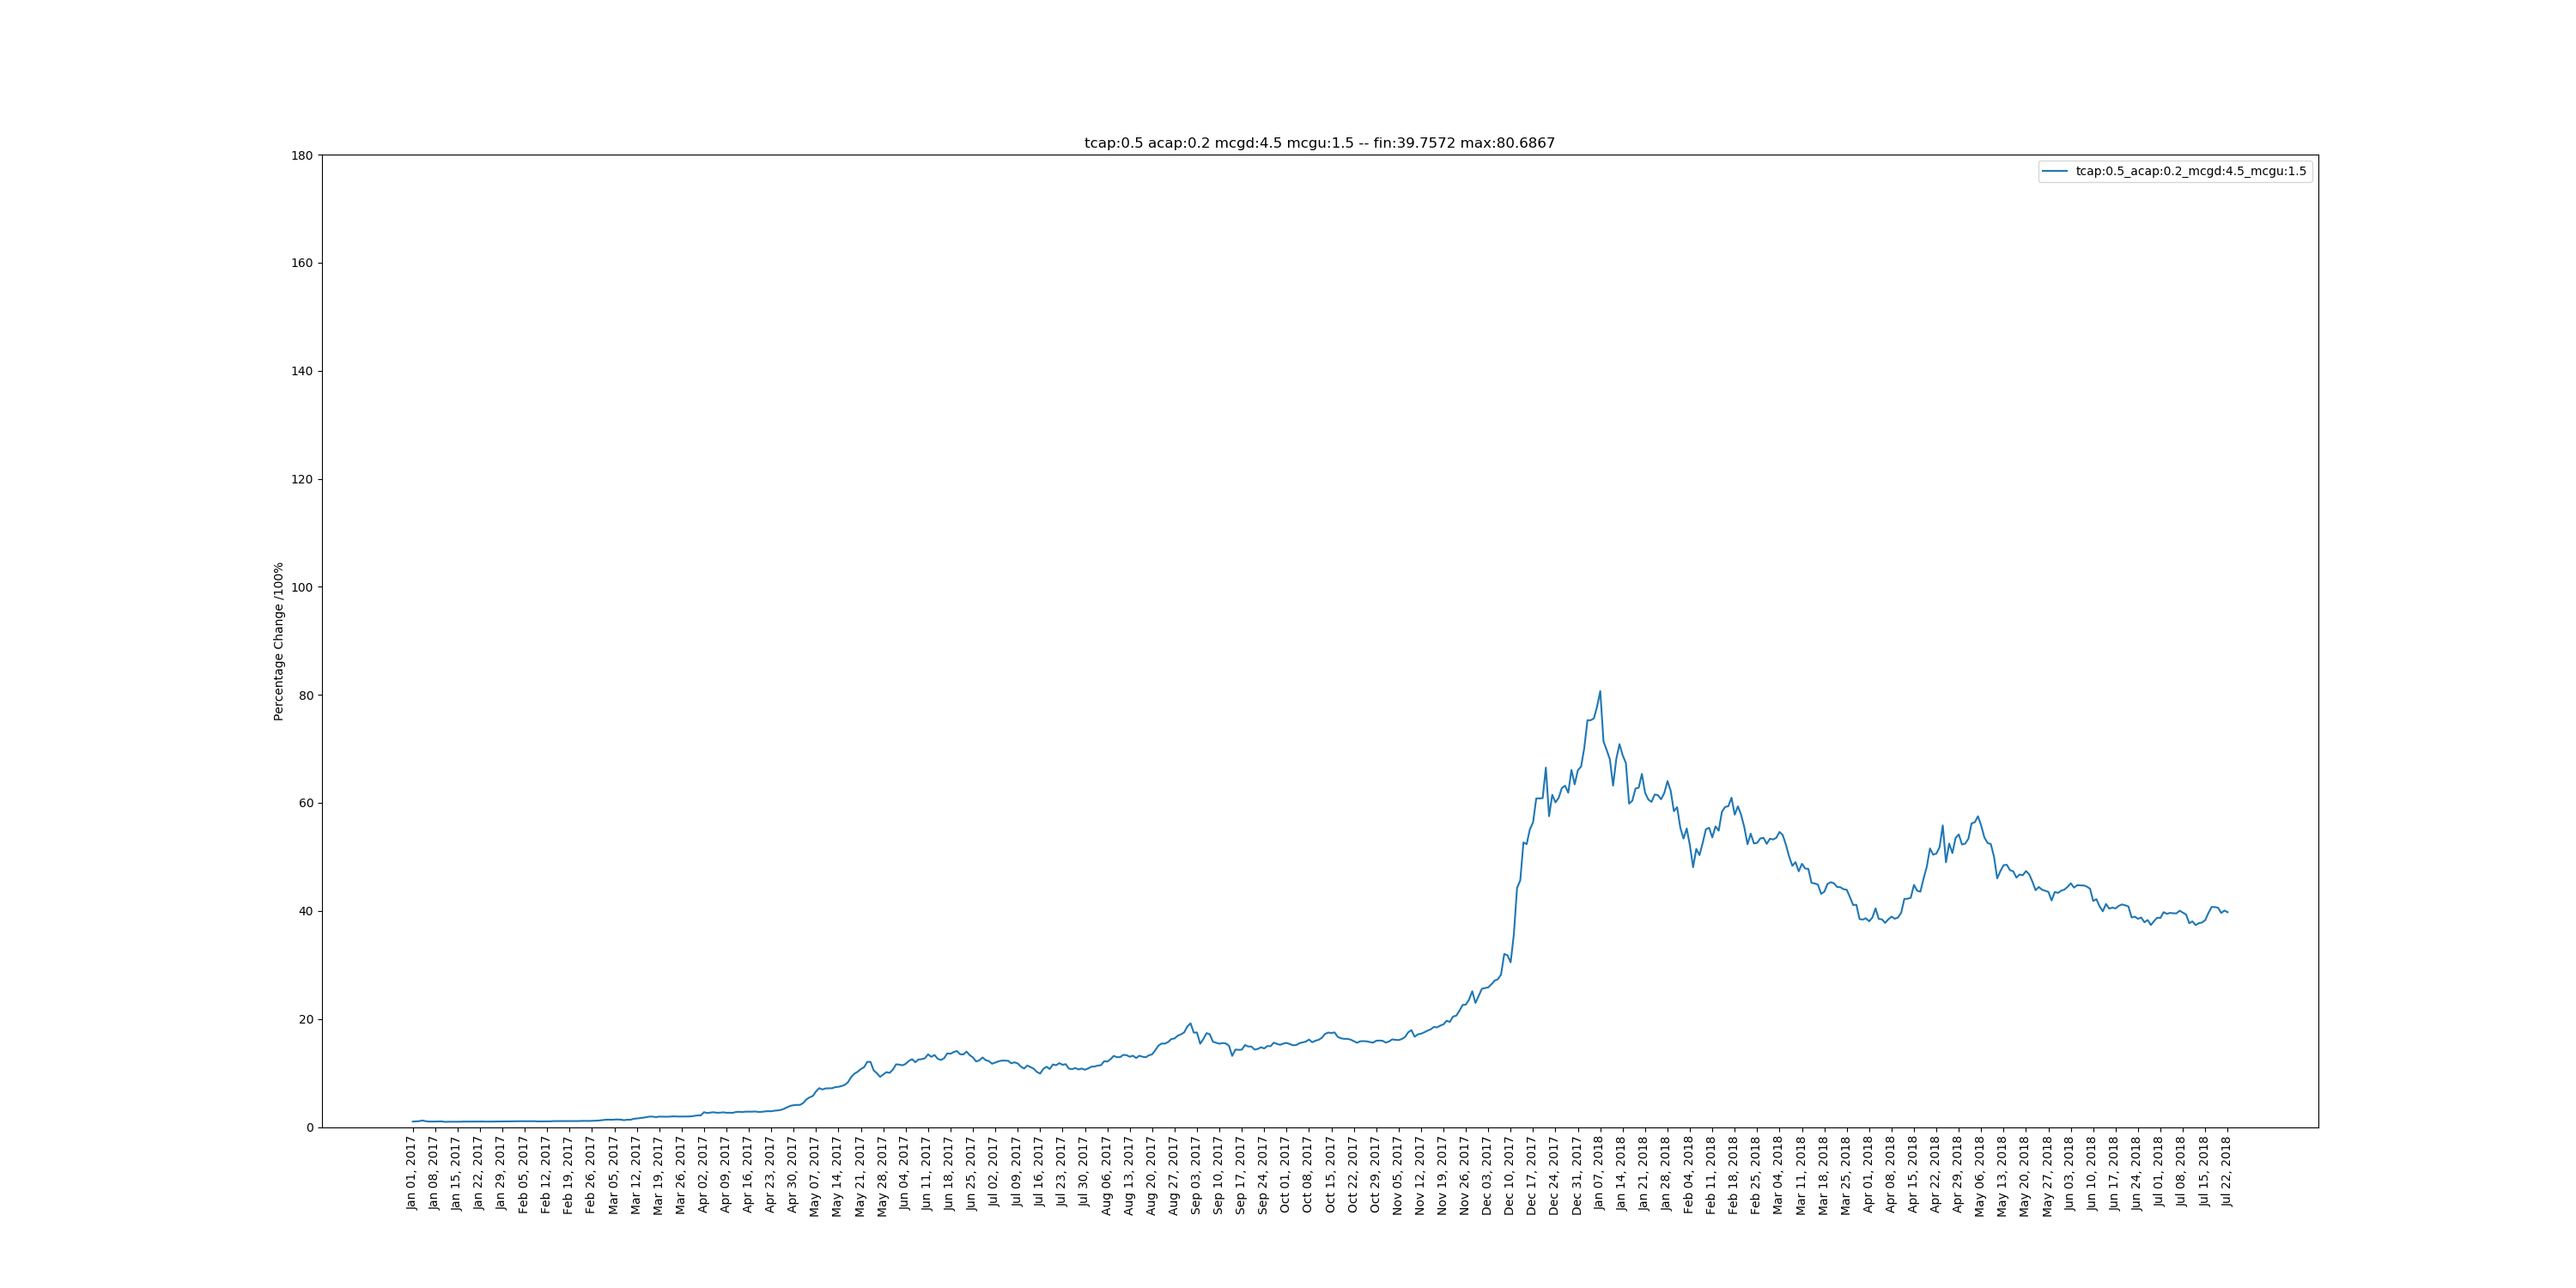 tcap:0.5 acap:0.2 mcgd:4.5 mcgu:1.5 -- fin:39.7572 max:80.6867
tcap:0.5_acap:0.2_mcgd:4.5_mcgu:1.5
Percentage Change /100%
180
160
140
120
100
80
60
40
20
0
Jan 01, 2017
Jan 08, 2017
Jan 15, 2017
Jan 22, 2017
Jan 29, 2017
Feb 05, 2017
Feb 12, 2017
Feb 19, 2017
Feb 26, 2017
Mar 05, 2017
Mar 12, 2017
Mar 19, 2017
Mar 26, 2017
Apr 02, 2017
Apr 09, 2017
Apr 16, 2017
Apr 23, 2017
Apr 30, 2017
May 07, 2017
May 14, 2017
May 21, 2017
May 28, 2017
Jun 04, 2017
Jun 11, 2017
Jun 18, 2017
Jun 25, 2017
Jul 02, 2017
Jul 09, 2017
Jul 16, 2017
Jul 23, 2017
Jul 30, 2017
Aug 06, 2017
Aug 13, 2017
Aug 20, 2017
Aug 27, 2017
Sep 03, 2017
Sep 10, 2017
Sep 17, 2017
Sep 24, 2017
Oct 01, 2017
Oct 08, 2017
Oct 15, 2017
Oct 22, 2017
Oct 29, 2017
Nov 05, 2017
Nov 12, 2017
Nov 19, 2017
Nov 26, 2017
Dec 03, 2017
Dec 10, 2017
Dec 17, 2017
Dec 24, 2017
Dec 31, 2017
Jan 07, 2018
Jan 14, 2018
Jan 21, 2018
Jan 28, 2018
Feb 04, 2018
Feb 11, 2018
Feb 18, 2018
Feb 25, 2018
Mar 04, 2018
Mar 11, 2018
Mar 18, 2018
Mar 25, 2018
Apr 01, 2018
Apr 08, 2018
Apr 15, 2018
Apr 22, 2018
Apr 29, 2018
May 06, 2018
May 13, 2018
May 20, 2018
May 27, 2018
Jun 03, 2018
Jun 10, 2018
Jun 17, 2018
Jun 24, 2018
Jul 01, 2018
Jul 08, 2018
Jul 15, 2018
Jul 22, 2018